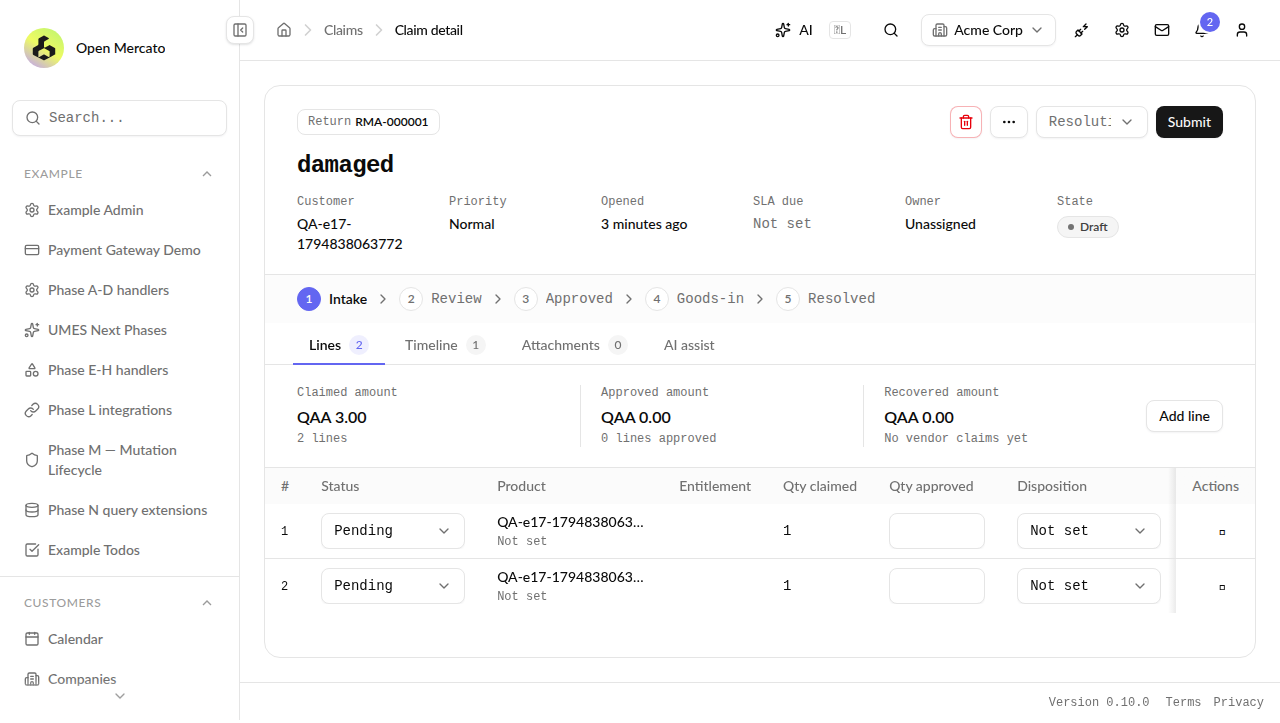 Open Mercato
Search...
EXAMPLE
Example Admin
Payment Gateway Demo
Phase A-D handlers
UMES Next Phases
Phase E-H handlers
Phase L integrations
Phase M — Mutation
Lifecycle
Phase N query extensions
Example Todos
CUSTOMERS
Calendar
Companies
Claims
Claim detail
AI
L
Acme Corp
2
Return RMA-000001
Submit
damaged
Customer
Priority
Opened
SLA due
Owner
State
QA-e17-
1794838063772
Normal
3 minutes ago
Not set
Unassigned
Draft
1 Intake
2 Review
3 Approved
4 Goods-in
5 Resolved
Lines 2
Timeline 1
Attachments 0
AI assist
Claimed amount
QAA 3.00
2 lines
Approved amount
QAA 0.00
0 lines approved
Recovered amount
QAA 0.00
No vendor claims yet
Add line
# Status Product Entitlement Qty claimed Qty approved Disposition Actions
1 Pending QA-e17-1794838063... 1 Not set
Not set
2 Pending QA-e17-1794838063... 1 Not set
Not set
Version 0.10.0 Terms Privacy